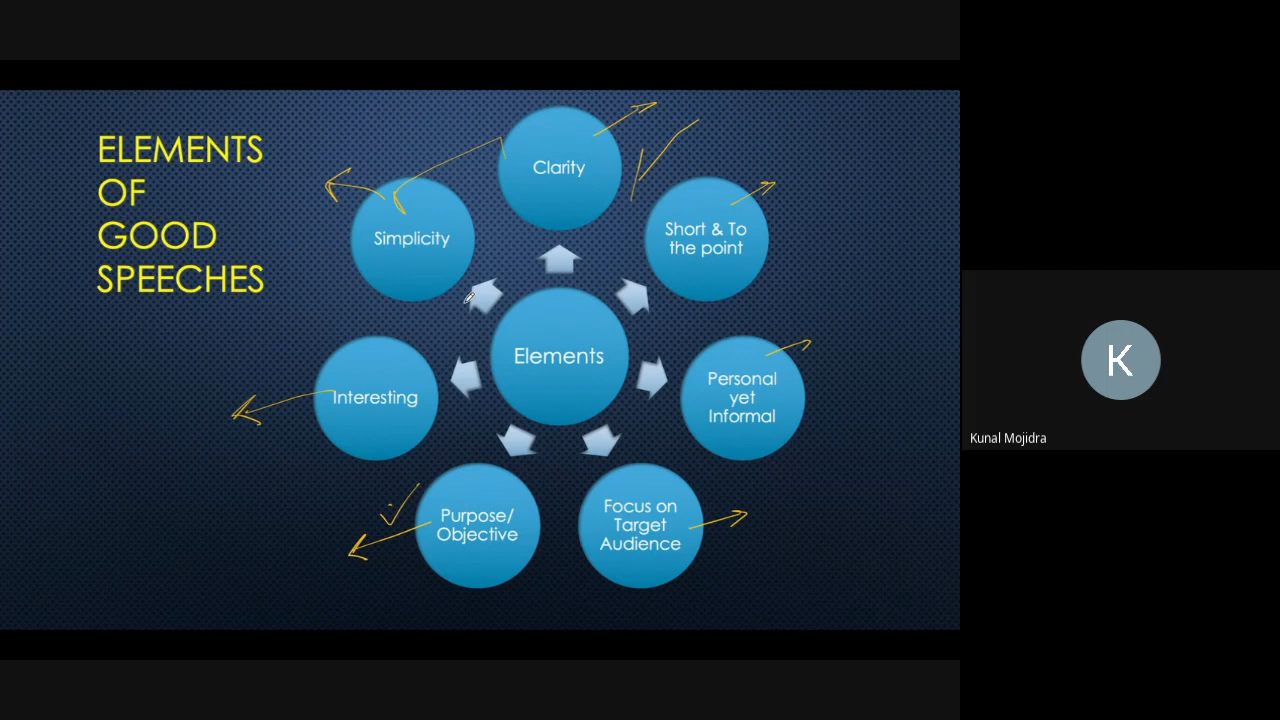 ELEMENTS
OF
GOOD
SPEECHES
Clarity
Short & To
the point
Personal
yet
Informal
Focus on
Target
Audience
Purpose/
Objective
Interesting
Simplicity
Elements
K
Kunal Mojidra